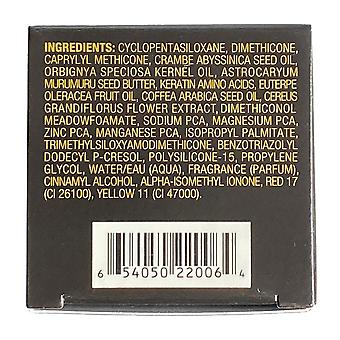 INGREDIENTS: CYCLOPENTASILOXANE, DIMETHICONE,
CAPRYLYL METHICONE, CRAMBE ABYSSINICA SEED OIL,
ORBIGNYA SPECIOSA KERNEL OIL, ASTROCARYUM
MURUMURU SEED BUTTER, KERATIN AMINO ACIDS, EUTERPE
OLERACEA FRUIT OIL, COFFEA ARABICA SEED OIL, CEREUS
GRANDIFLORUS FLOWER EXTRACT, DIMETHICONOL
MEADOWFOAMATE, SODIUM PCA, MAGNESIUM PCA,
ZINC PCA, MANGANESE PCA, ISOPROPYL PALMITATE,
TRIMETHYLSILOXYAMODIMETHICONE, BENZOTRIAZOLYL
DODECYL P-CRESOL, POLYSILICONE-15, PROPYLENE
GLYCOL, WATER/EAU (AQUA), FRAGRANCE (PARFUM),
CINNAMYL ALCOHOL, ALPHA-ISOMETHYL IONONE, RED 17
(CI 26100), YELLOW 11 (CI 47000).
6 54050 22006 4